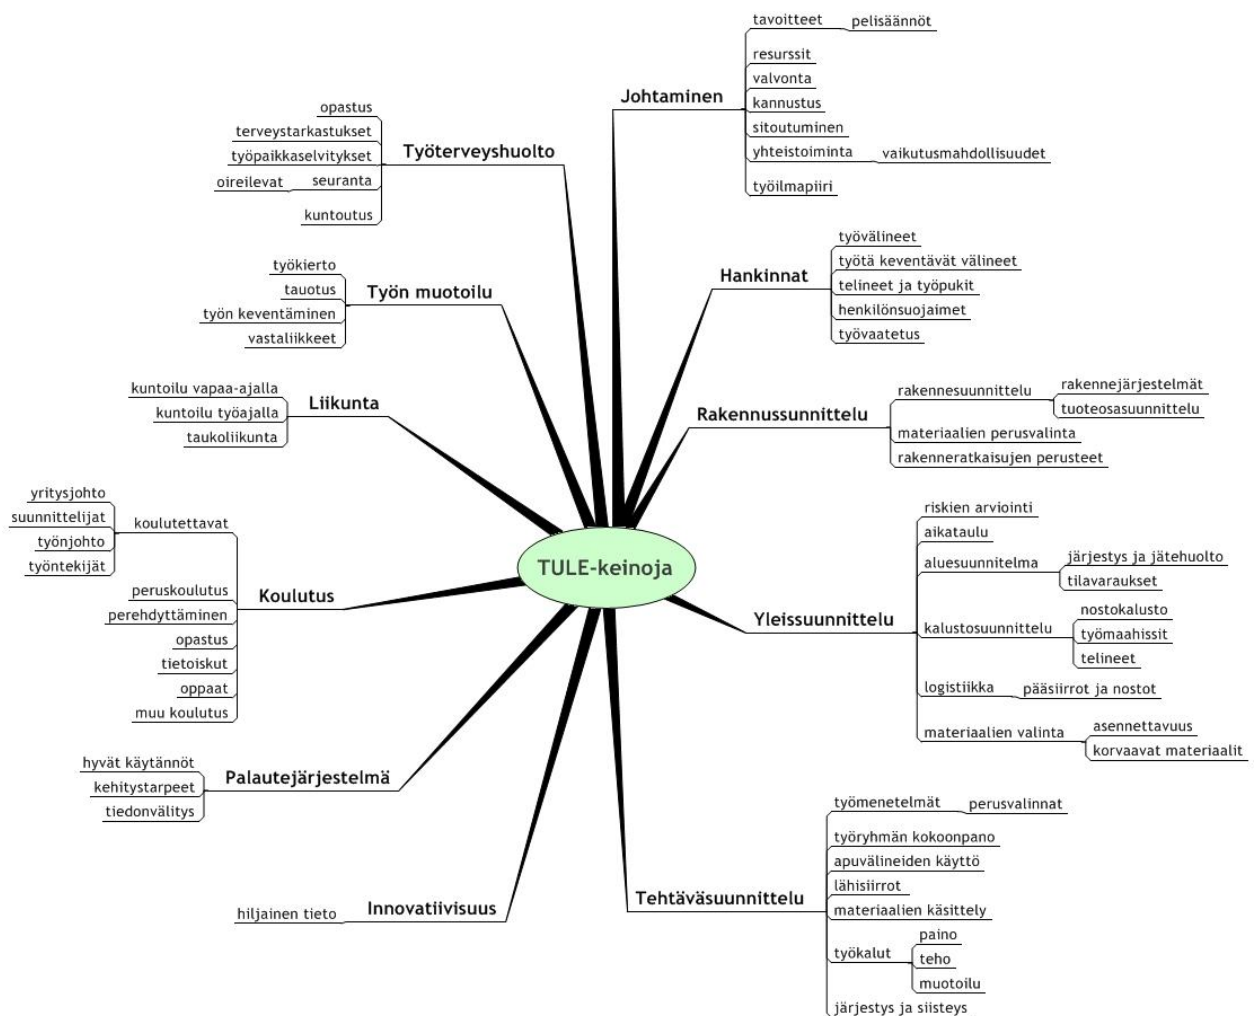 TULE-keinoja
Johtaminen
tavoitteet
pelisäännöt
resurssit
valvonta
kannustus
sitoutuminen
yhteistoiminta
vaikutusmahdollisuudet
työilmapiiri
Hankinnat
työvälineet
työtä keventävät välineet
telineet ja työpukit
henkilönsuojaimet
työvaatetus
Rakennussunnittelu
rakennesuunnittelu
rakennejärjestelmät
tuoteosasuunnittelu
materiaalien perusvalinta
rakenneratkaisujen perusteet
Yleissuunnittelu
riskien arviointi
aikataulu
aluesuunnitelma
järjestys ja jätehuolto
tilavaraukset
kalustosuunnittelu
nostokalusto
työmaahissit
telineet
logistiikka
pääsiirrot ja nostot
materiaalien valinta
asennettavuus
korvaavat materiaalit
Tehtäväsuunnittelu
työmenetelmät
perusvalinnat
työryhmän kokoonpano
apuvälineiden käyttö
lähisiirrot
materiaalien käsittely
työkalut
paino
teho
muotoilu
järjestys ja siisteys
Työterveyshuolto
opastus
terveystarkastukset
työpaikkaselvitykset
seuranta
oireilevat
kuntoutus
Työn muotoilu
työkierto
tauotus
työn keventäminen
vastaliikkeet
Liikunta
kuntoilu vapaa-ajalla
kuntoilu työajalla
taukoliikunta
Koulutus
koulutettavat
yritysjohto
suunnittelijat
työnjohto
työntekijät
peruskoulutus
perehdyttäminen
opastus
tietoiskut
oppaat
muu koulutus
Palautejärjestelmä
hyvät käytännöt
kehitystarpeet
tiedonvälitys
Innovatiivisuus
hiljainen tieto